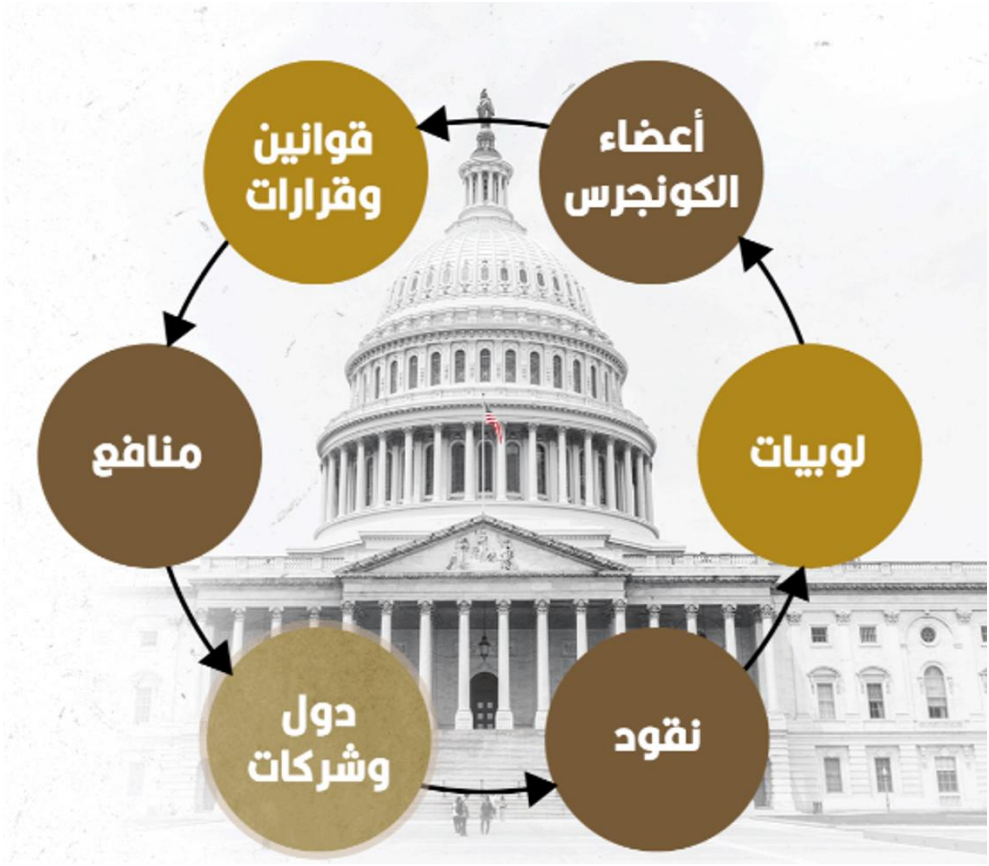 أعضاء
الكونجرس
قوانين
وقرارات
لوبيات
منافع
نقود
دول
وشركات